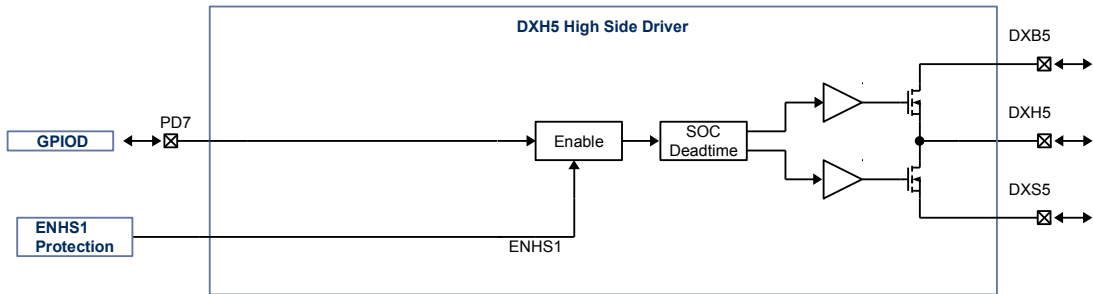 DXH5 High Side Driver
DXB5
PD7
SOC
Deadtime
DXH5
GPIOD
Enable
DXS5
ENHS1
Protection
ENHS1